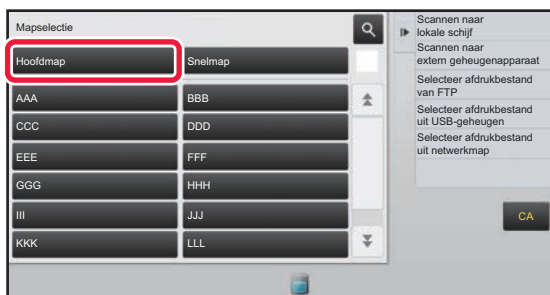 Mapselectie
Hoofdmap
Snelmap
AAA
BBB
CCC
DDD
EEE
FFF
GGG
HHH
III
JJJ
KKK
LLL
Scannen naar
lokale schijf
Scannen naar
extern geheugenapparaat
Selecteer afdrukbestand
van FTP
Selecteer afdrukbestand
uit USB-geheugen
Selecteer afdrukbestand
uit netwerkmap
CA